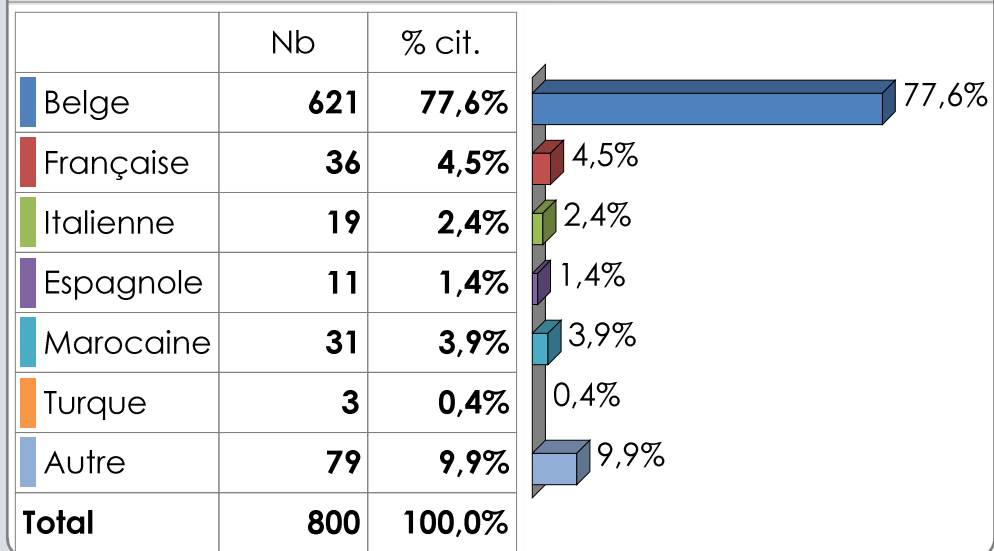 Nb % cit.
Belge 621 77,6% 77,6%
Française 36 4,5% 4,5%
Italienne 19 2,4% 2,4%
Espagnole 11 1,4% 1,4%
Marocaine 31 3,9% 3,9%
Turque 3 0,4% 0,4%
Autre 79 9,9% 9,9%
Total 800 100,0%